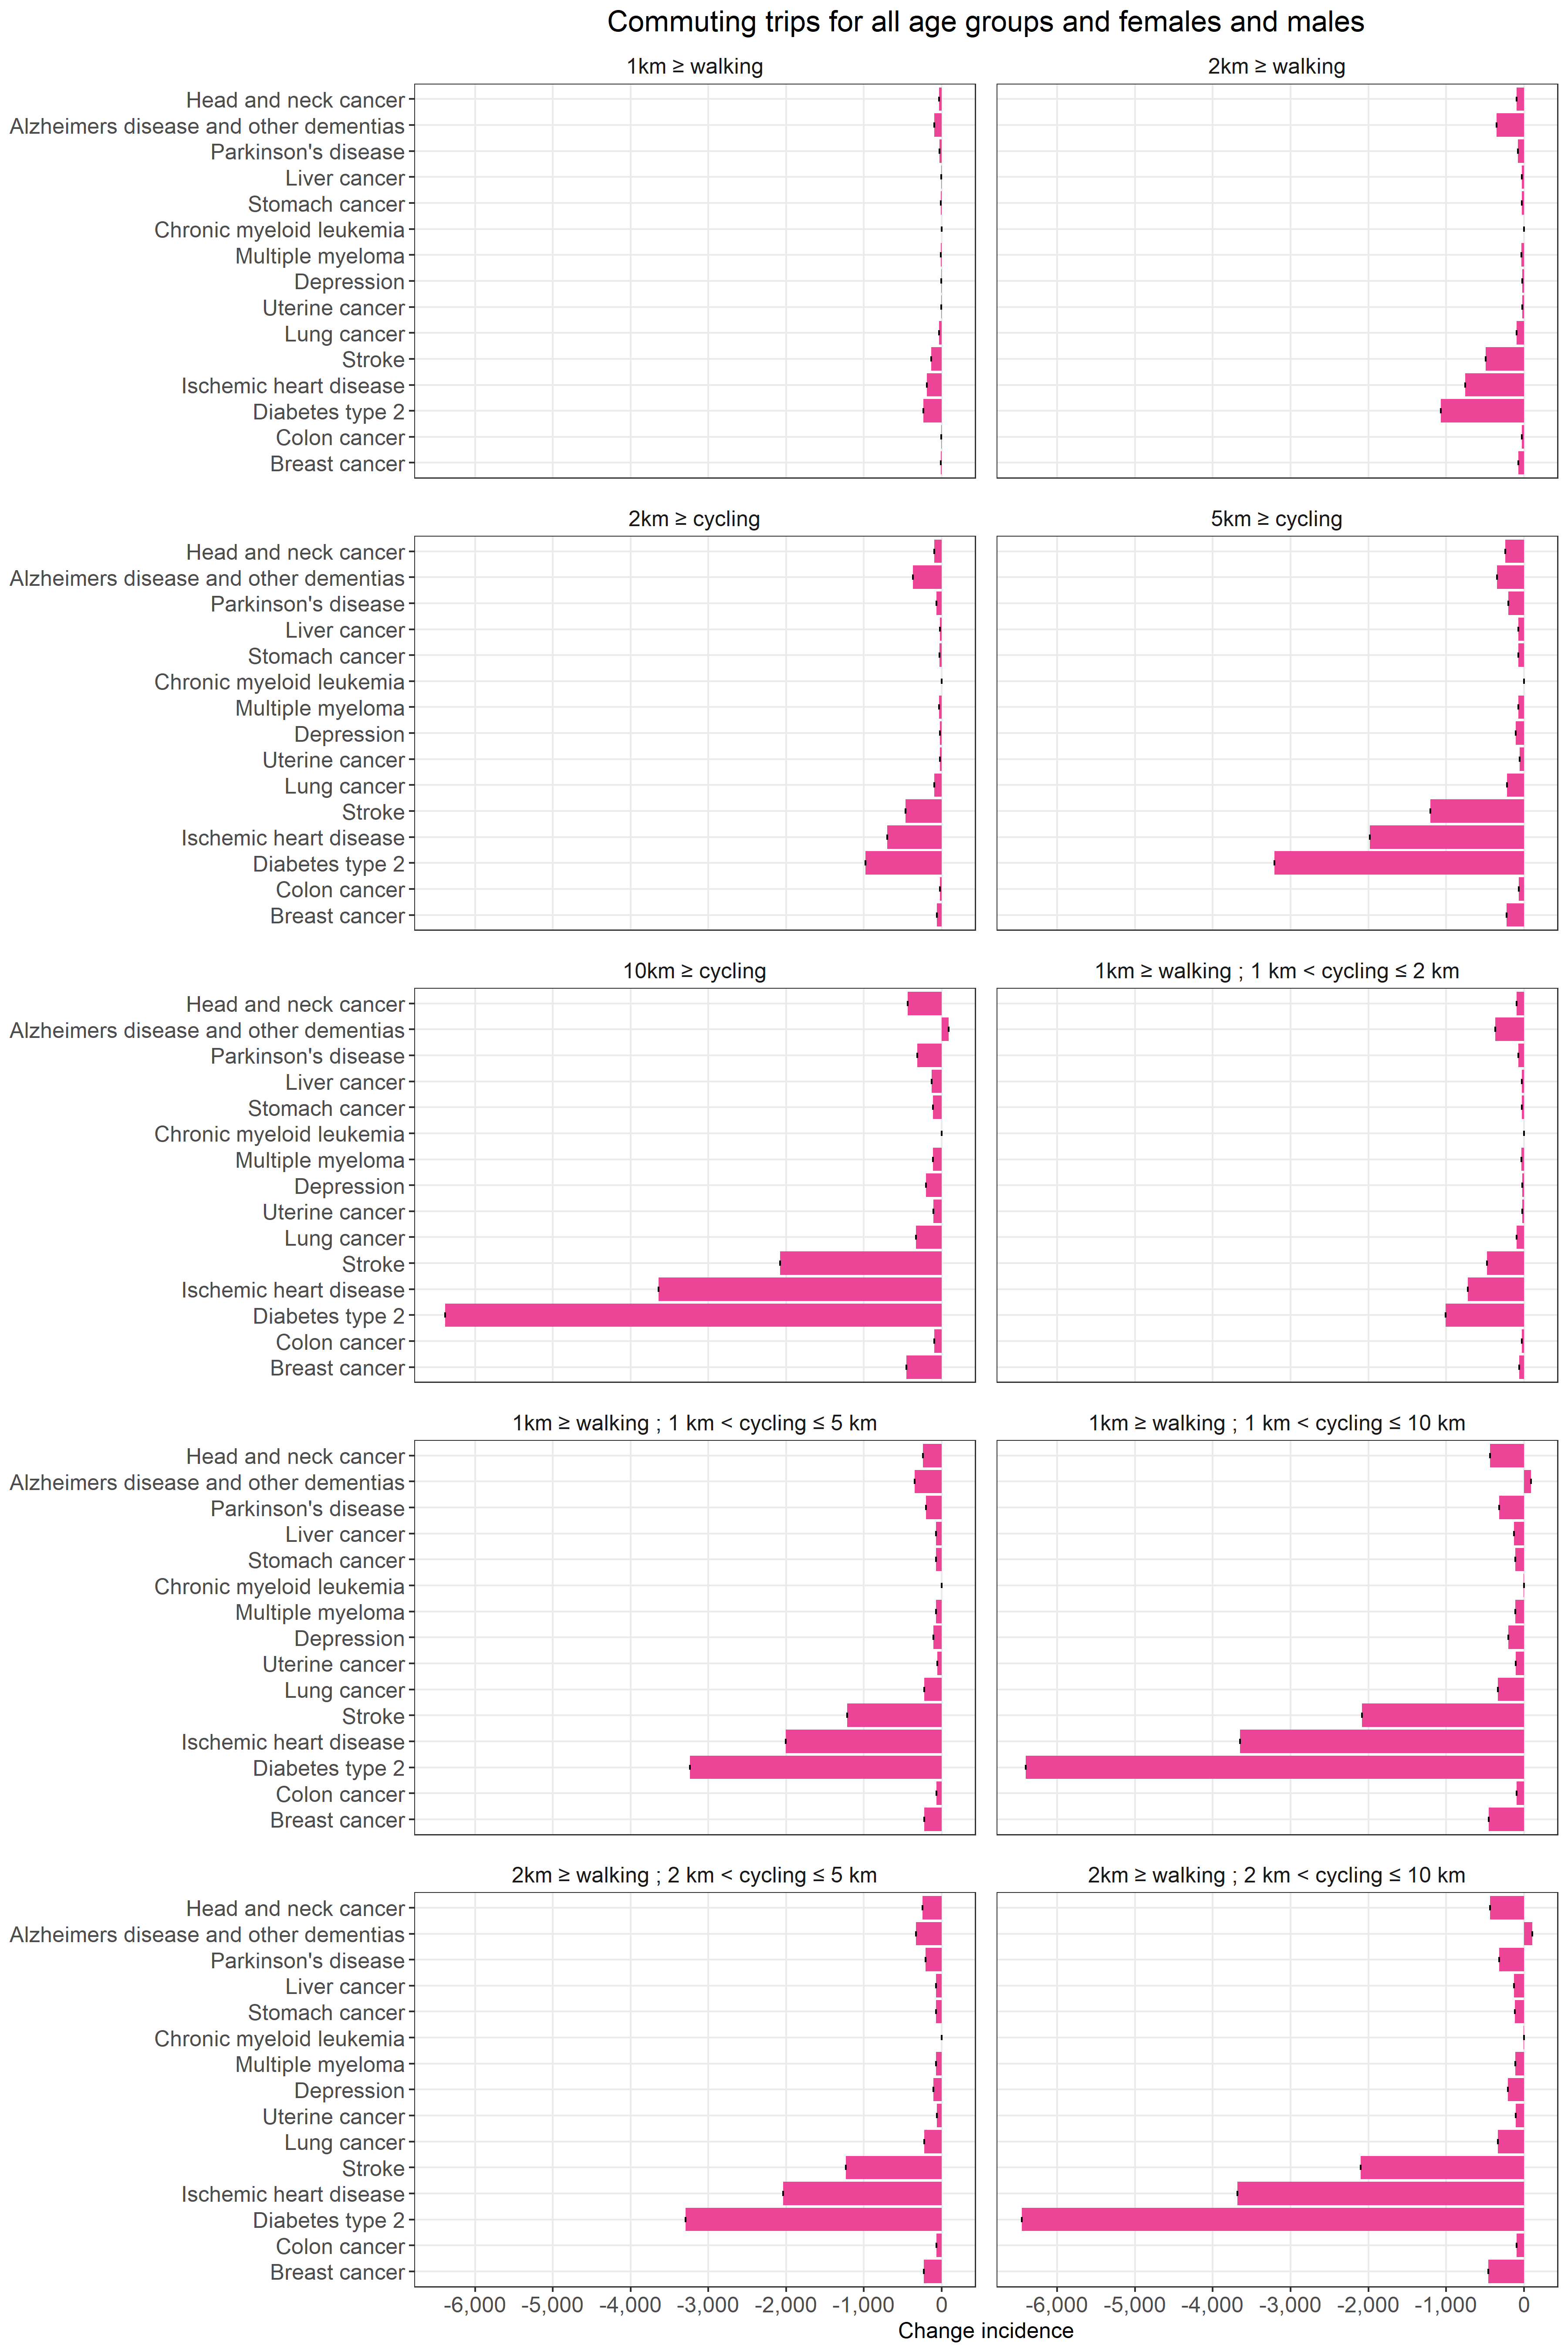 Commuting trips for all age groups and females and males
1km ≥ walking
2km ≥ walking
Head and neck cancer
Alzheimers disease and other dementias
Parkinson's disease
Liver cancer
Stomach cancer
Chronic myeloid leukemia
Multiple myeloma
Depression
Uterine cancer
Lung cancer
Stroke
Ischemic heart disease
Diabetes type 2
Colon cancer
Breast cancer
2km ≥ cycling
5km ≥ cycling
Head and neck cancer
Alzheimers disease and other dementias
Parkinson's disease
Liver cancer
Stomach cancer
Chronic myeloid leukemia
Multiple myeloma
Depression
Uterine cancer
Lung cancer
Stroke
Ischemic heart disease
Diabetes type 2
Colon cancer
Breast cancer
10km ≥ cycling
1km ≥ walking ; 1 km < cycling ≤ 2 km
Head and neck cancer
Alzheimers disease and other dementias
Parkinson's disease
Liver cancer
Stomach cancer
Chronic myeloid leukemia
Multiple myeloma
Depression
Uterine cancer
Lung cancer
Stroke
Ischemic heart disease
Diabetes type 2
Colon cancer
Breast cancer
1km ≥ walking ; 1 km < cycling ≤ 5 km
1km ≥ walking ; 1 km < cycling ≤ 10 km
Head and neck cancer
Alzheimers disease and other dementias
Parkinson's disease
Liver cancer
Stomach cancer
Chronic myeloid leukemia
Multiple myeloma
Depression
Uterine cancer
Lung cancer
Stroke
Ischemic heart disease
Diabetes type 2
Colon cancer
Breast cancer
2km ≥ walking ; 2 km < cycling ≤ 5 km
2km ≥ walking ; 2 km < cycling ≤ 10 km
Head and neck cancer
Alzheimers disease and other dementias
Parkinson's disease
Liver cancer
Stomach cancer
Chronic myeloid leukemia
Multiple myeloma
Depression
Uterine cancer
Lung cancer
Stroke
Ischemic heart disease
Diabetes type 2
Colon cancer
Breast cancer
-6,000 -5,000 -4,000 -3,000 -2,000 -1,000 0
-6,000 -5,000 -4,000 -3,000 -2,000 -1,000 0
Change incidence